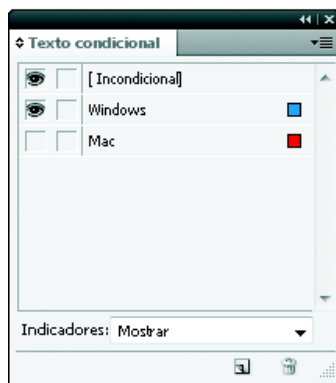 Texto condicional
[Incondicional]
Windows
Mac
Indicadores: Mostrar